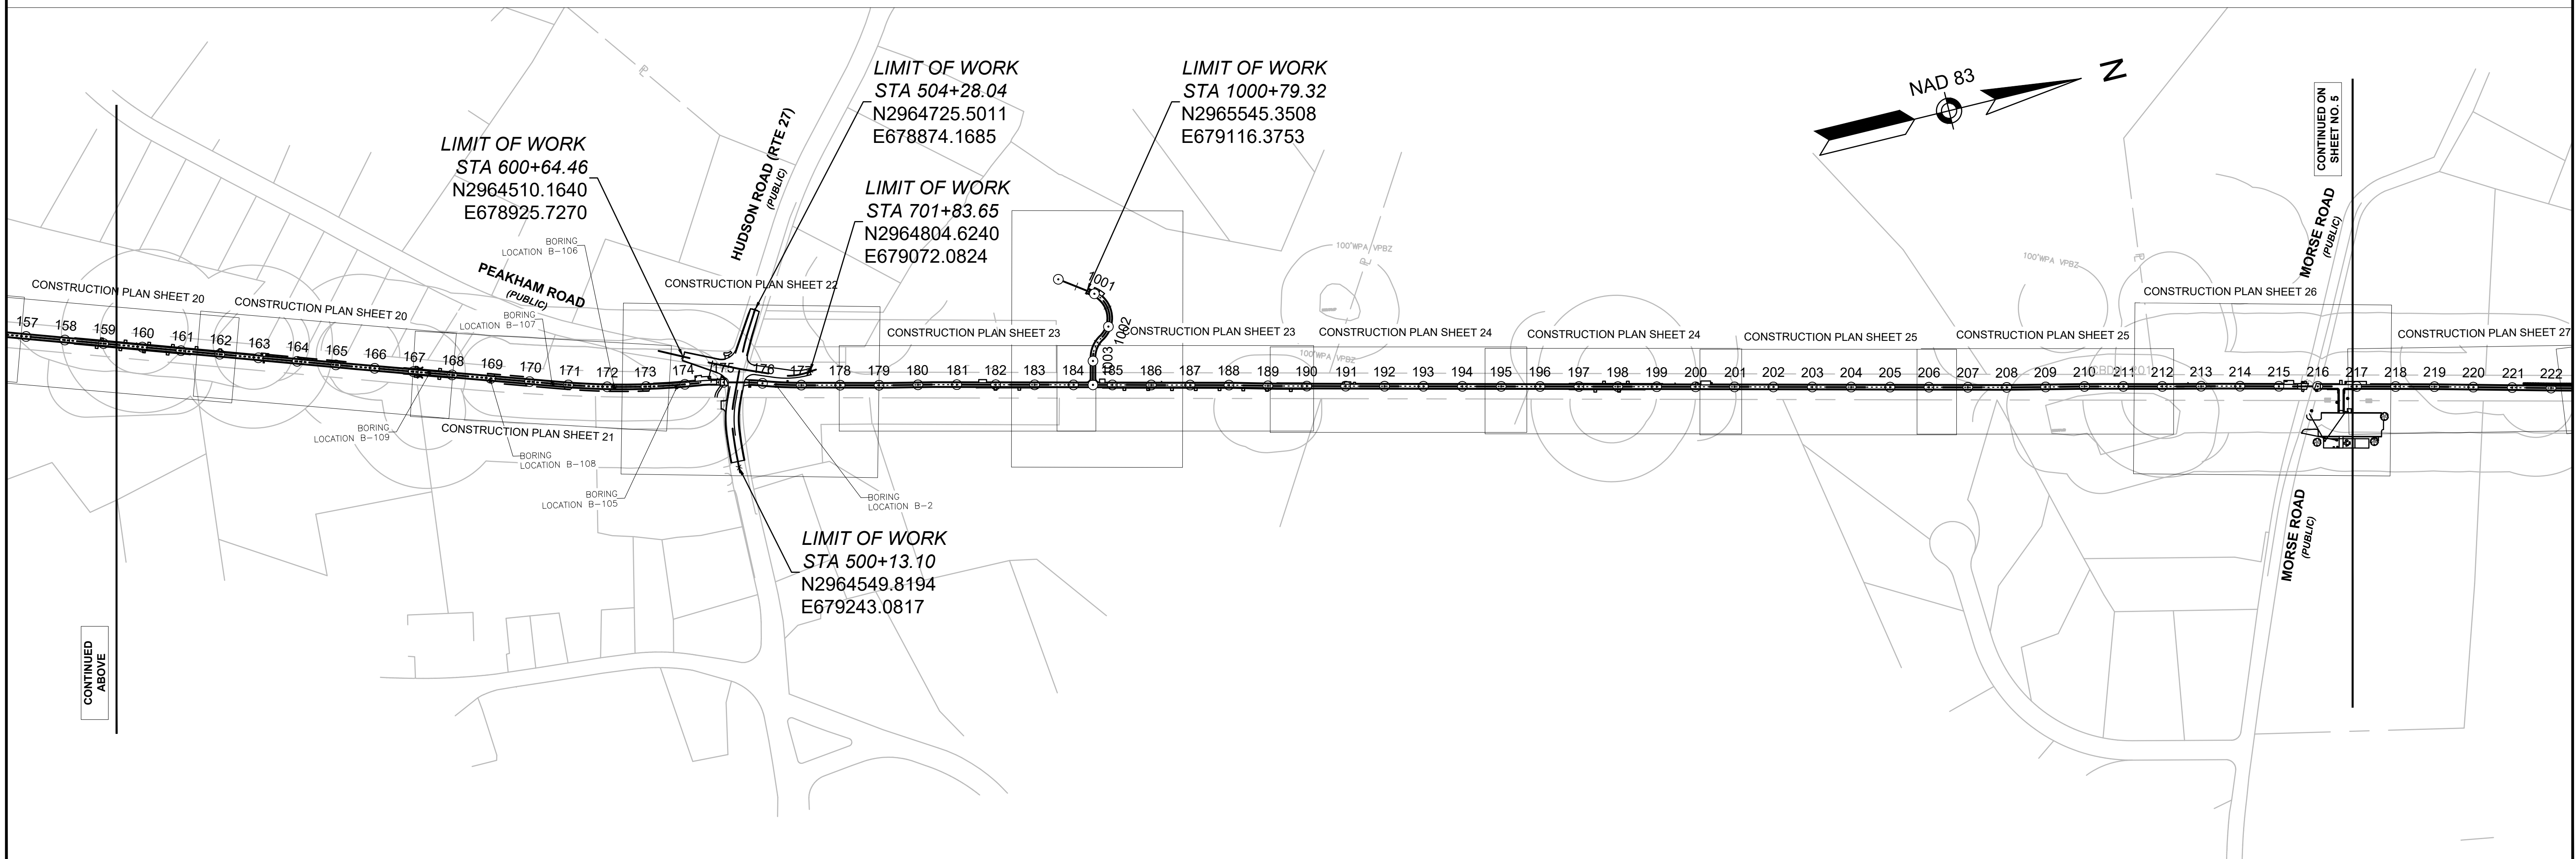 LIMIT OF WORK
STA 504+28.04
N2964725.5011
E678874.1685
LIMIT OF WORK
STA 1000+79.32
N2965545.3508
E679116.3753
NAD 83
N
CONTINUED ON
SHEET NO. 5
LIMIT OF WORK
STA 600+64.46
N2964510.1640
E678925.7270
HUDSON ROAD (RTE 27)
(PUBLIC)
LIMIT OF WORK
STA 701+83.65
N2964804.6240
E679072.0824
MORSE ROAD
(PUBLIC)
BORING
LOCATION B-106
PEAKHAM ROAD
(PUBLIC)
BORING
LOCATION B-107
100'WPA VPBZ
100'WPA VPBZ
100'WPA VPBZ
CONSTRUCTION PLAN SHEET 20
CONSTRUCTION PLAN SHEET 20
CONSTRUCTION PLAN SHEET 22
CONSTRUCTION PLAN SHEET 23
CONSTRUCTION PLAN SHEET 23
CONSTRUCTION PLAN SHEET 24
CONSTRUCTION PLAN SHEET 24
CONSTRUCTION PLAN SHEET 25
CONSTRUCTION PLAN SHEET 25
CONSTRUCTION PLAN SHEET 26
CONSTRUCTION PLAN SHEET 27
1001
1002
1003
157 158 159 160 161 162 163 164 165 166 167 168 169 170 171 172 173 174 175 176 177 178 179 180 181 182 183 184 185 186 187 188 189 190 191 192 193 194 195 196 197 198 199 200 201 202 203 204 205 206 207 208 209 210 211 212 213 214 215 216 217 218 219 220 221 222
BORING
LOCATION B-109
CONSTRUCTION PLAN SHEET 21
BORING
LOCATION B-108
BORING
LOCATION B-105
BORING
LOCATION B-2
LIMIT OF WORK
STA 500+13.10
N2964549.8194
E679243.0817
MORSE ROAD
(PUBLIC)
CONTINUED
ABOVE